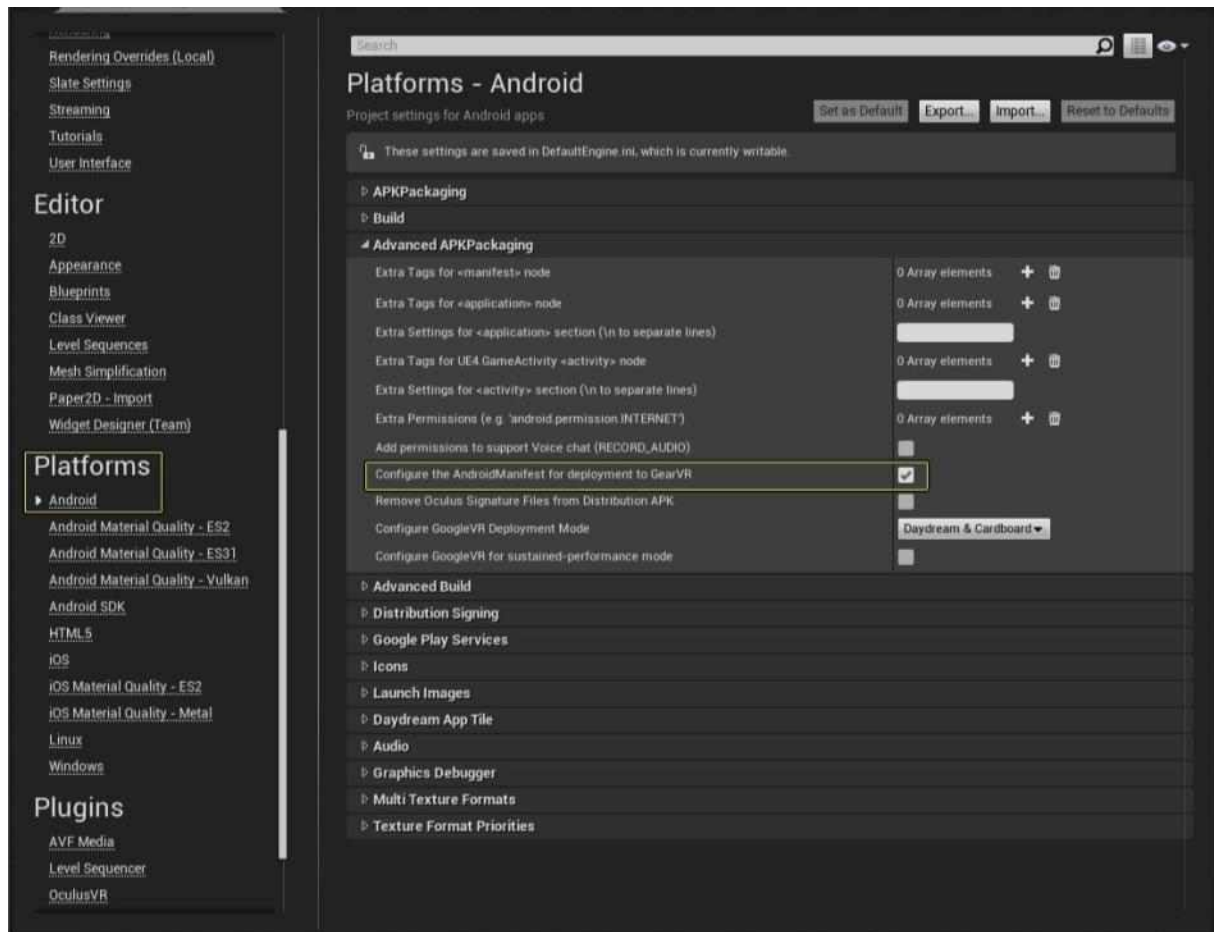 Rendering Overrides (Local)
Slate Settings
Streaming
Tutorials
User Interface
Editor
2D
Appearance
Blueprints
Class Viewer
Level Sequences
Mesh Simplification
Paper2D - Import
Widget Designer (Team)
Platforms
Android
Android Material Quality - ES2
Android Material Quality - ES31
Android Material Quality - Vulkan
Android SDK
HTML5
iOS
iOS Material Quality - ES2
iOS Material Quality - Metal
Linux
Windows
Plugins
AVF Media
Level Sequencer
OculusVR
Search
Platforms - Android
Project settings for Android apps
Set as Default Export... Import... Reset to Defaults
These settings are saved in DefaultEngine.ini, which is currently writable.
APKPackaging
Build
Advanced APKPackaging
Extra Tags for <manifest> node 0 Array elements
Extra Tags for <application> node 0 Array elements
Extra Settings for <application> section (\n to separate lines)
Extra Tags for UE4 GameActivity <activity> node 0 Array elements
Extra Settings for <activity> section (\n to separate lines)
Extra Permissions (e.g. 'android.permission.INTERNET') 0 Array elements
Add permissions to support Voice chat (RECORD_AUDIO)
Configure the AndroidManifest for deployment to GearVR
Remove Oculus Signature Files from Distribution APK
Configure GoogleVR Deployment Mode Daydream & Cardboard
Configure GoogleVR for sustained-performance mode
Advanced Build
Distribution Signing
Google Play Services
Icons
Launch Images
Daydream App Tile
Audio
Graphics Debugger
Multi Texture Formats
Texture Format Priorities